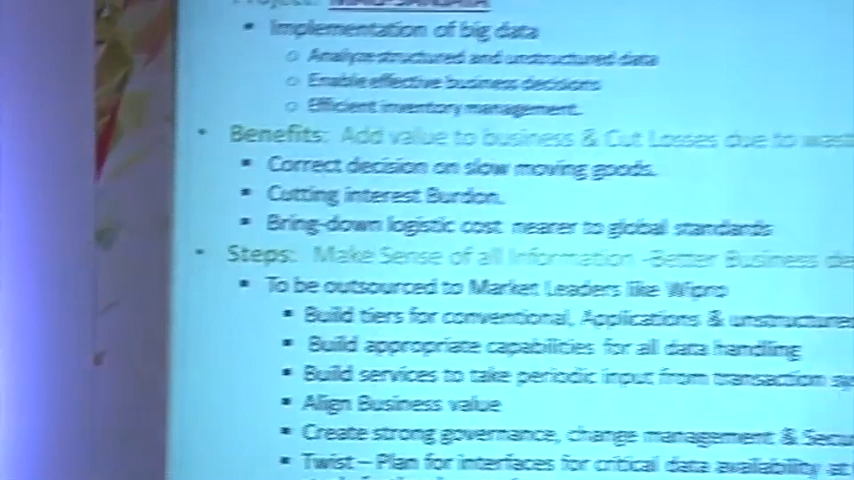 Project:
Implementation of big data
Analyze structured and unstructured data
Enable effective business decisions
Efficient inventory management.
Benefits: Add value to business & Cut Losses due to
Correct decision on slow moving goods.
Cutting interest Burdon.
Bring-down logistic cost nearer to global standards
Steps: Make Sense of all Information -Better Business
To be outsourced to Market Leaders like Wipro
Build tiers for conventional, Applications & unstructured
Build appropriate capabilities for all data handling
Build services to take periodic input from transaction
Align Business value
Create strong governance, change management &
Twist – Plan for interfaces for critical data availability at